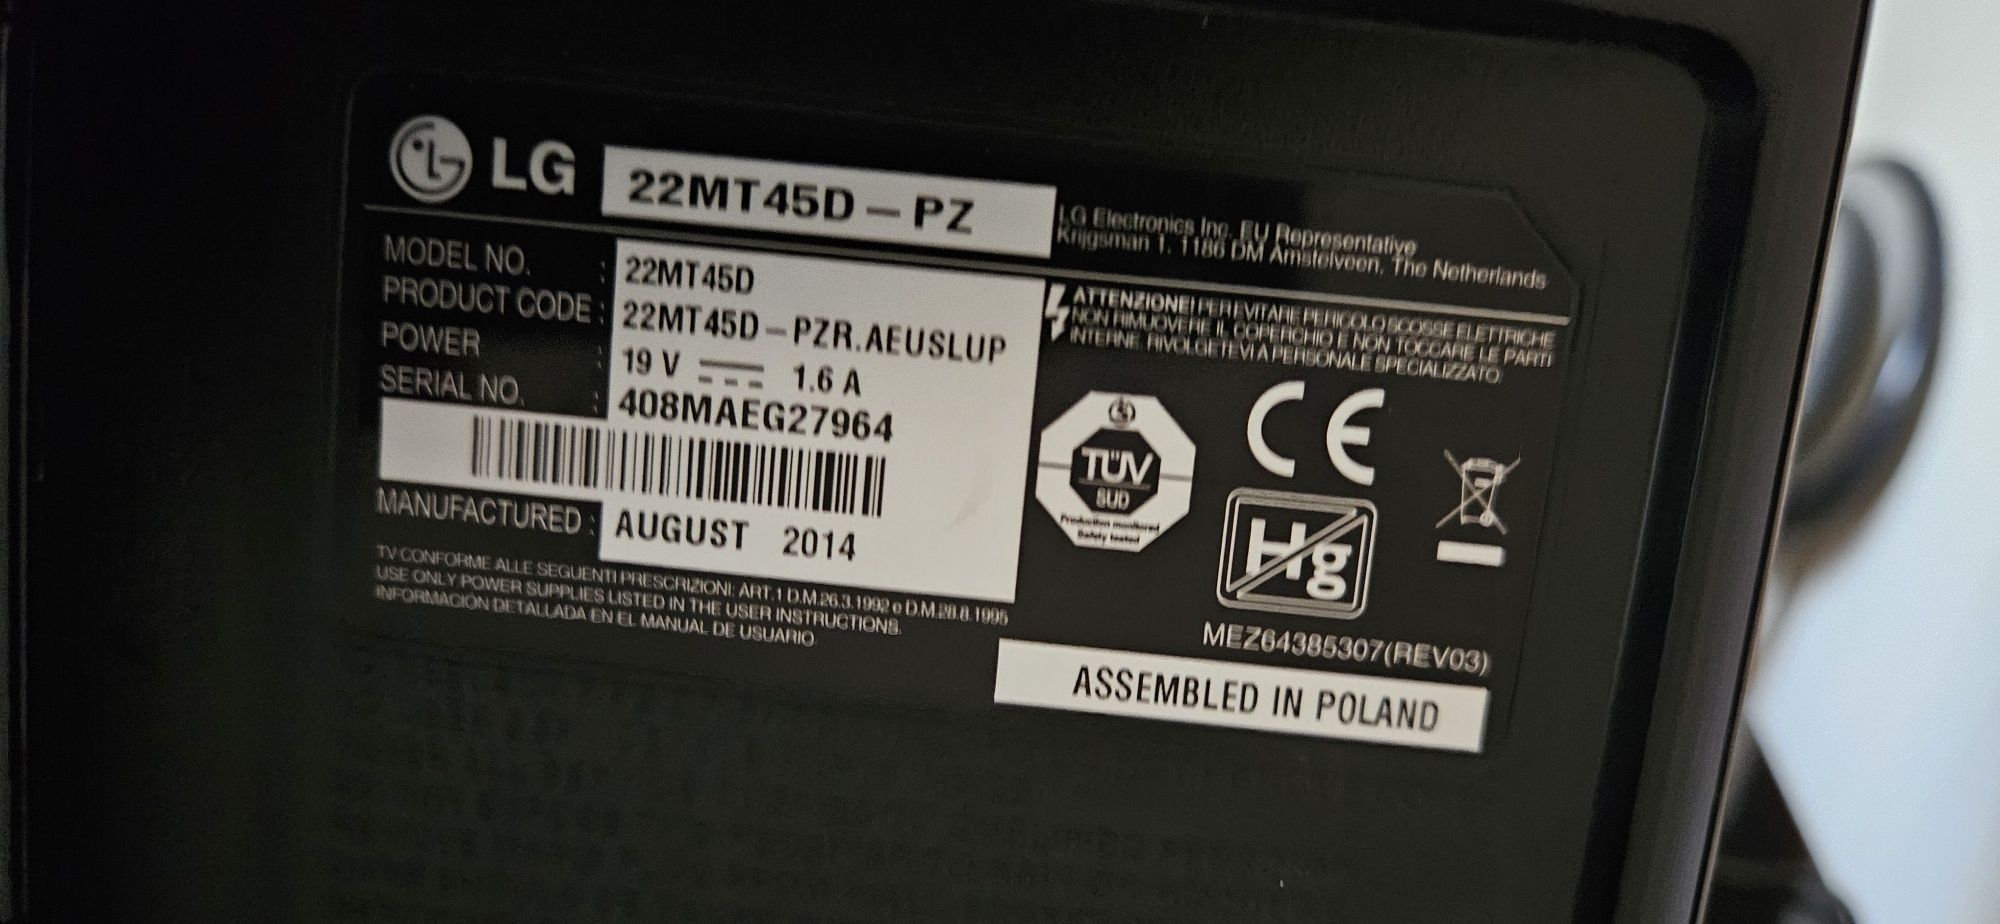 LG 22MT45D-PZ
LG Electronics Inc. EU Representative
Krijgsman 1, 1186 DM Amstelveen, The Netherlands
MODEL NO. : 22MT45D
PRODUCT CODE : 22MT45D-PZR.AEUSLUP
POWER 19 V 1.6 A
SERIAL NO. : 408MAEG27964
MANUFACTURED : AUGUST 2014
TV CONFORME ALLE SEGUENTI PRESCRIZIONI: ART.1 D.M.26.3.1992 e D.M.28.8.1995
USE ONLY POWER SUPPLIES LISTED IN THE USER INSTRUCTIONS.
INFORMACIÓN DETALLADA EN EL MANUAL DE USUARIO.
ATTENZIONE! PER EVITARE PERICOLO SCOSSE ELETTRICHE
NON RIMUOVERE IL COPERCHIO E NON TOCCARE LE PARTI
INTERNE. RIVOLGETEVI A PERSONALE SPECIALIZZATO.
TÜV
SÜD
Production monitored
Safety tested
CE
Hg
MEZ64385307(REV03)
ASSEMBLED IN POLAND